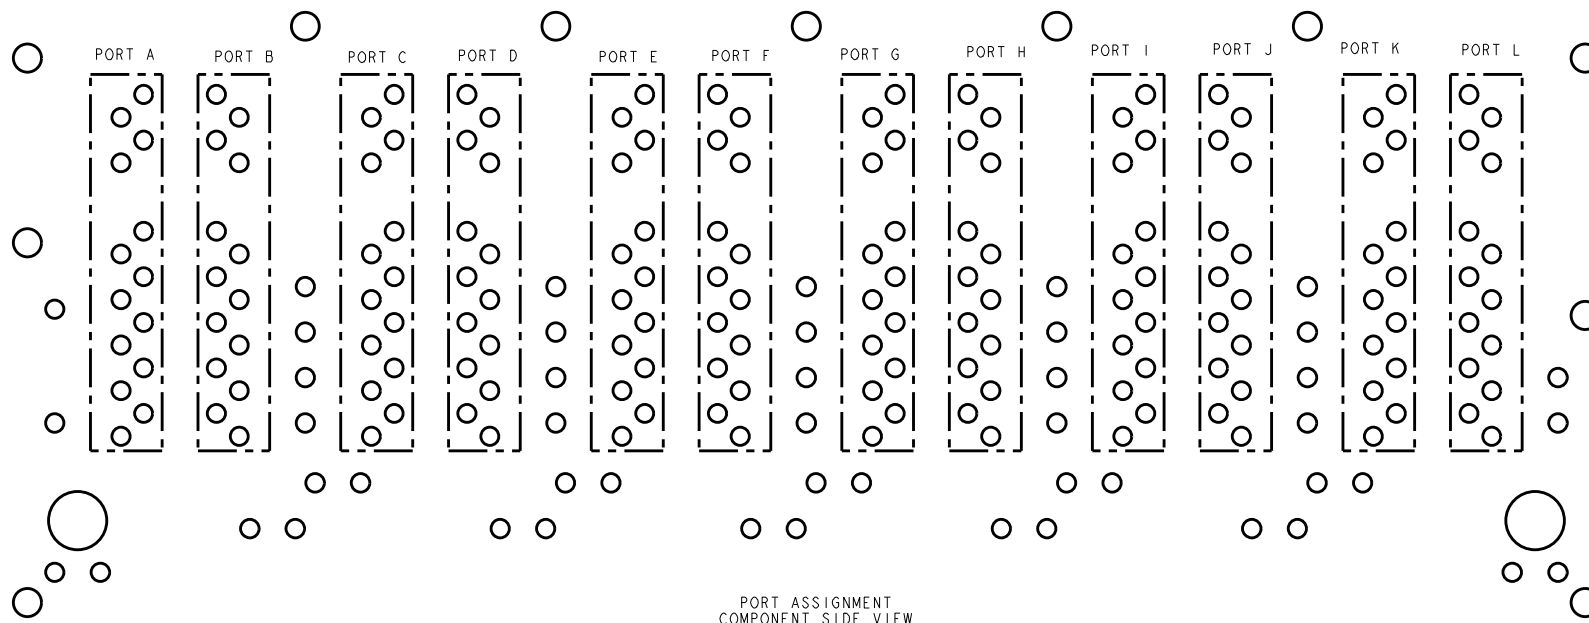 PORT A
PORT B
PORT C
PORT D
PORT E
PORT F
PORT G
PORT H
PORT I
PORT J
PORT K
PORT L
PORT ASSIGNMENT
COMPONENT SIDE VIEW